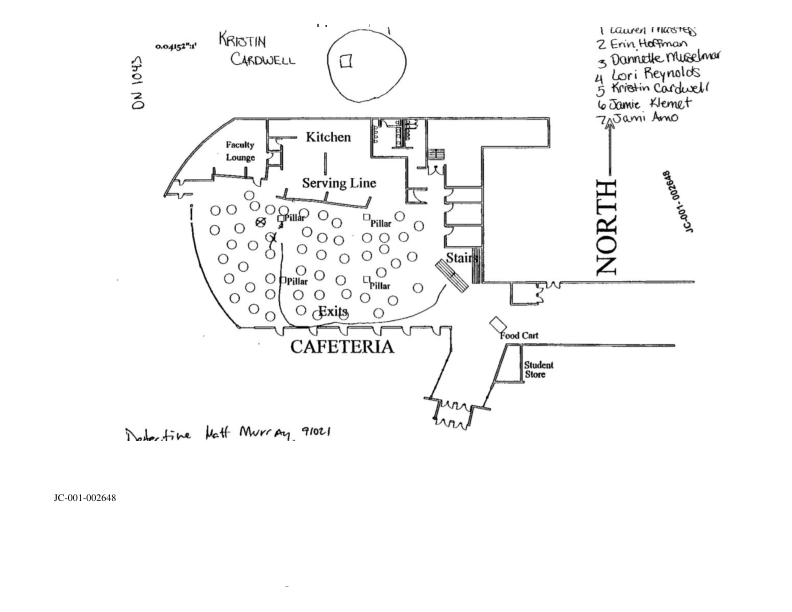 0.04152":1'
KRISTIN
CARDWELL
DN 1043
1 Lauren
2 Erin Hoffman
3 Dannette Muselmar
4 Lori Reynolds
5 Kristin Cardwell
6 Jamie Klemet
7 Jami Amo
NORTH
JC-001-002648
Kitchen
Faculty
Lounge
Serving Line
Pillar
Pillar
Stairs
Pillar
Pillar
Exits
CAFETERIA
Food Cart
Student
Store
Detective Matt Murray, 91021
JC-001-002648